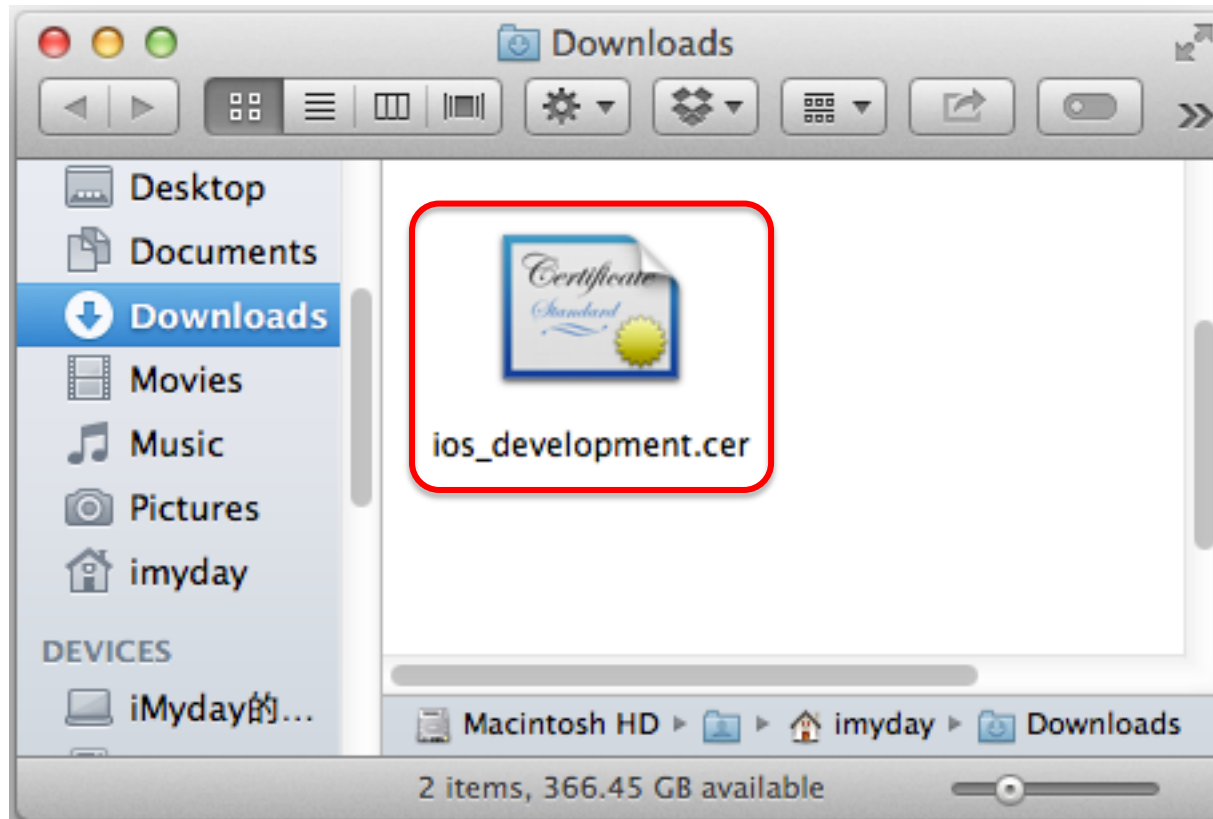 Downloads
Desktop
Documents
Downloads
Movies
Music
Pictures
imyday
DEVICES
iMyday的...
Certificate
Standard
ios_development.cer
Macintosh HD
imyday
Downloads
2 items, 366.45 GB available